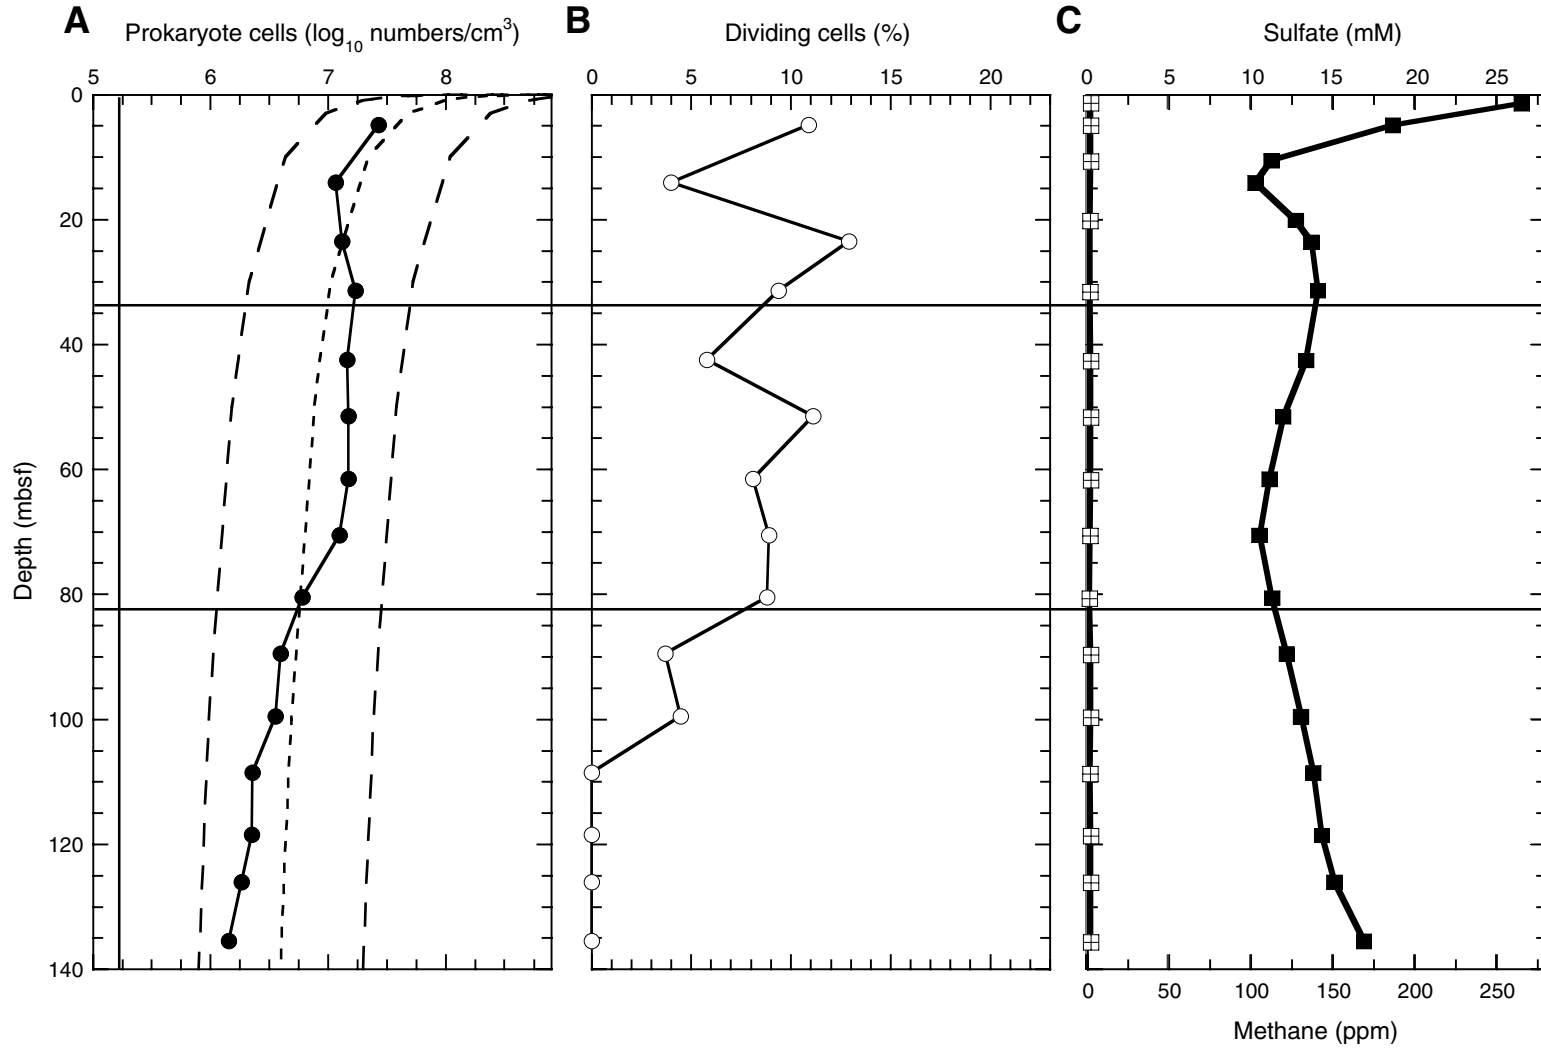 A Prokaryote cells (log10 numbers/cm3) B Dividing cells (%) C Sulfate (mM)
5 6 7 8 0 5 10 15 20 0 5 10 15 20 25
0
20
40
60
80
100
120
140
Depth (mbsf)
0 50 100 150 200 250
Methane (ppm)